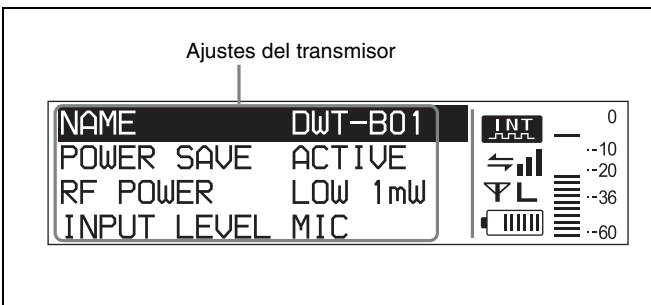 Ajustes del transmisor
NAME DWT-B01
POWER SAVE ACTIVE
RF POWER LOW 1mW
INPUT LEVEL MIC
INT
L
0
-10
-20
-36
-60